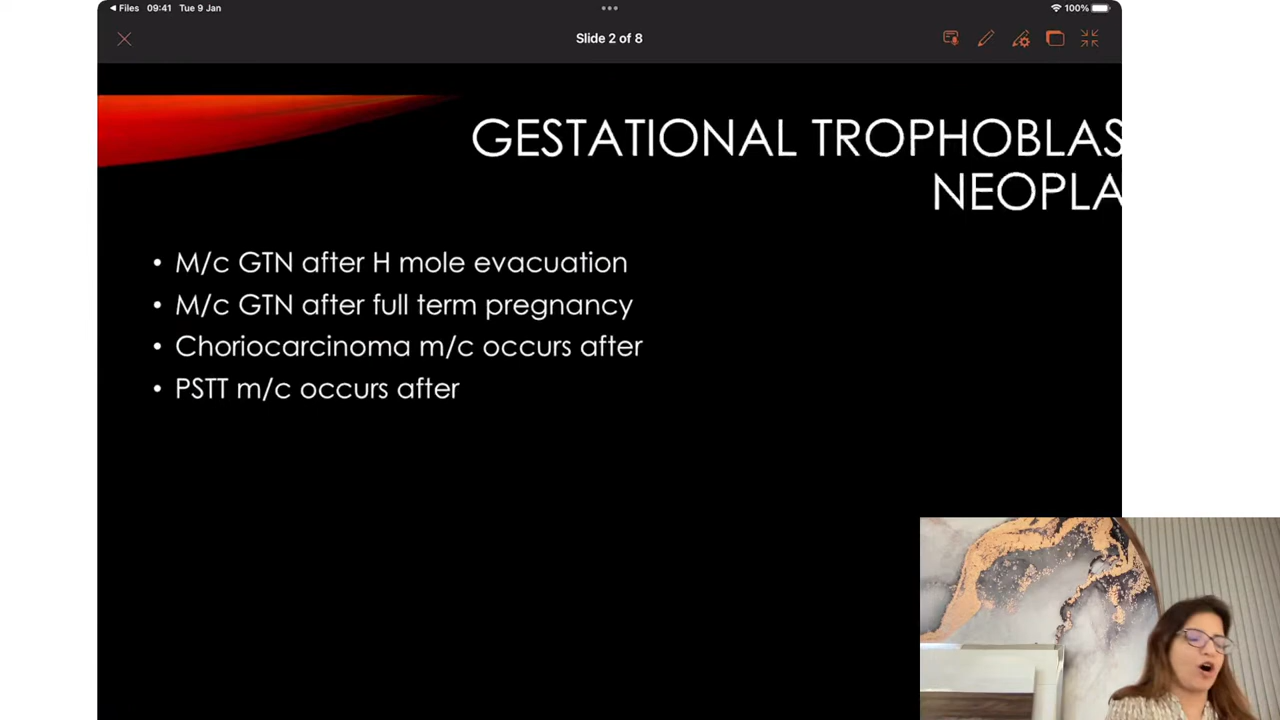 Files 09:41 Tue 9 Jan
100%
Slide 2 of 8
GESTATIONAL TROPHOBLAS
NEOPLA
• M/c GTN after H mole evacuation
• M/c GTN after full term pregnancy
• Choriocarcinoma m/c occurs after
• PSTT m/c occurs after